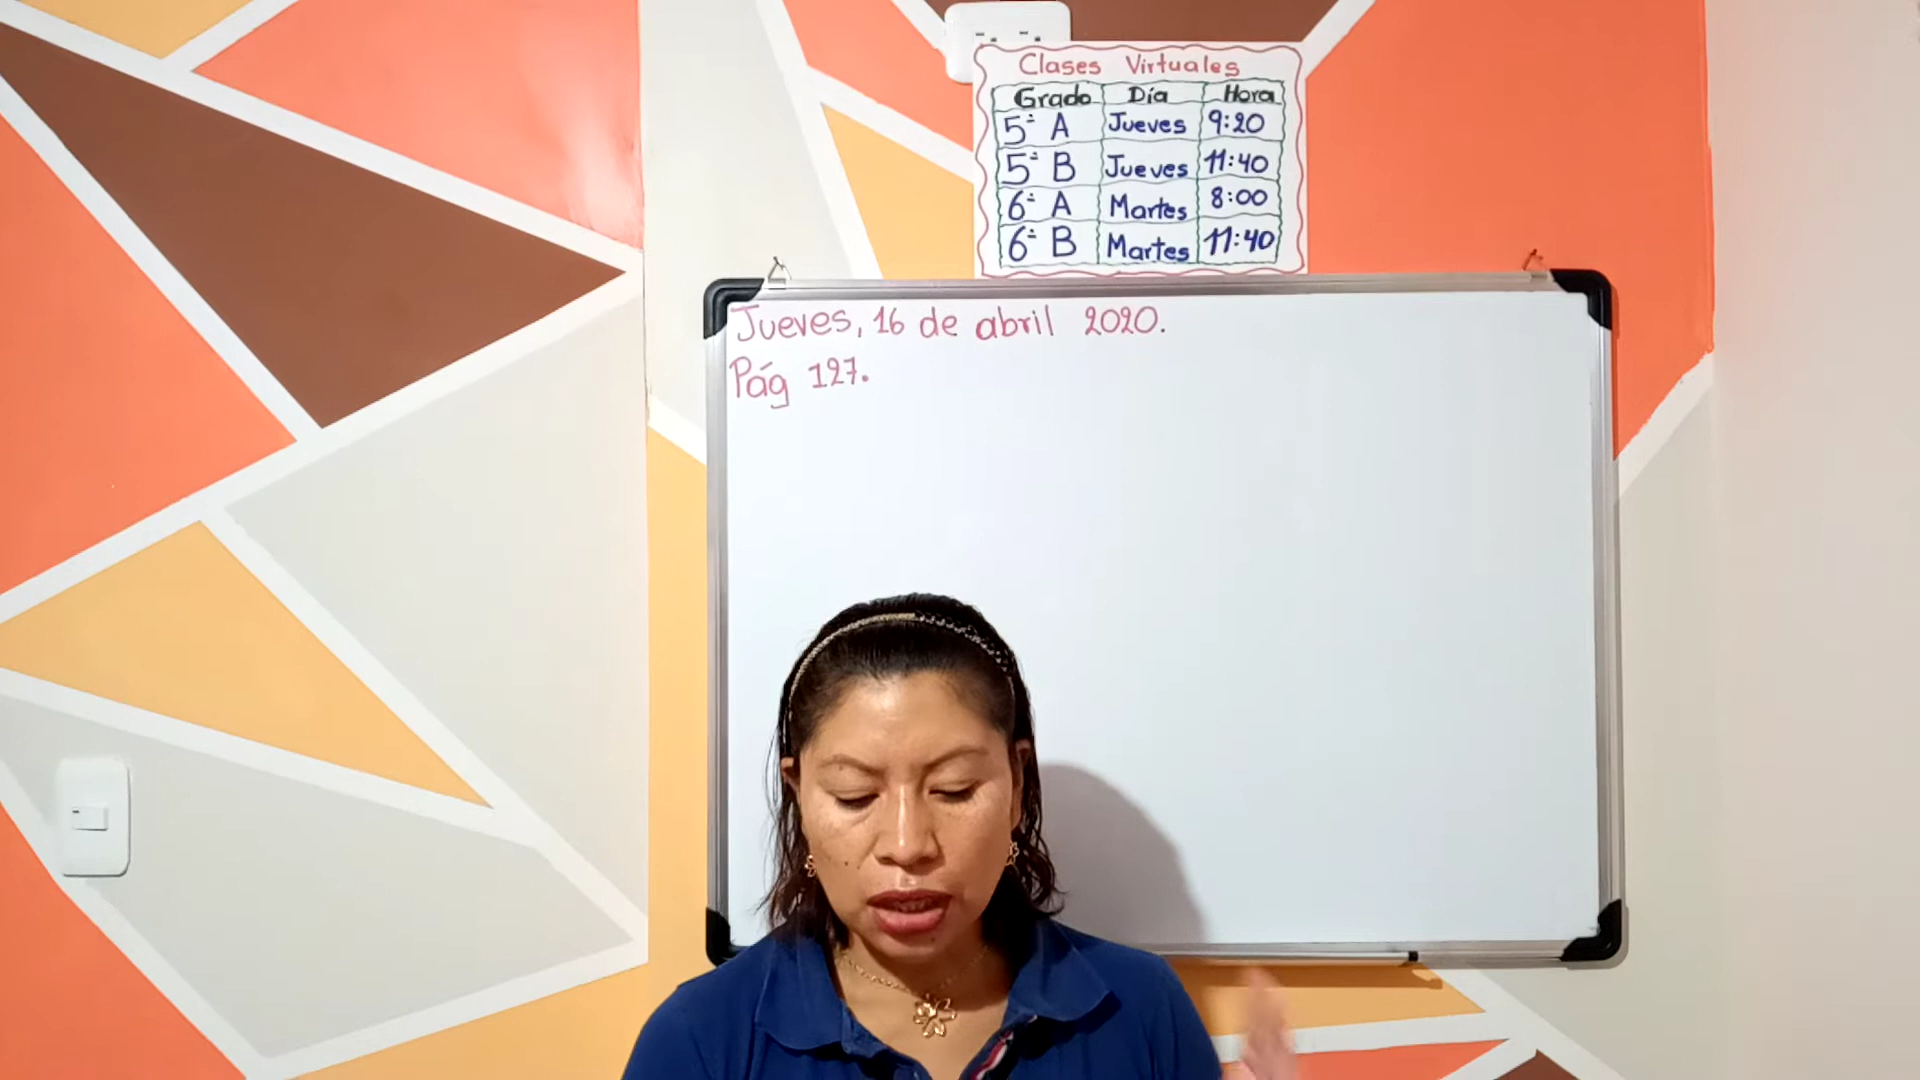 Clases Virtuales
Grado Día Hora
5º A Jueves 9:20
5º B Jueves 11:40
6º A Martes 8:00
6º B Martes 11:40
Jueves, 16 de abril 2020.
Pág 127.